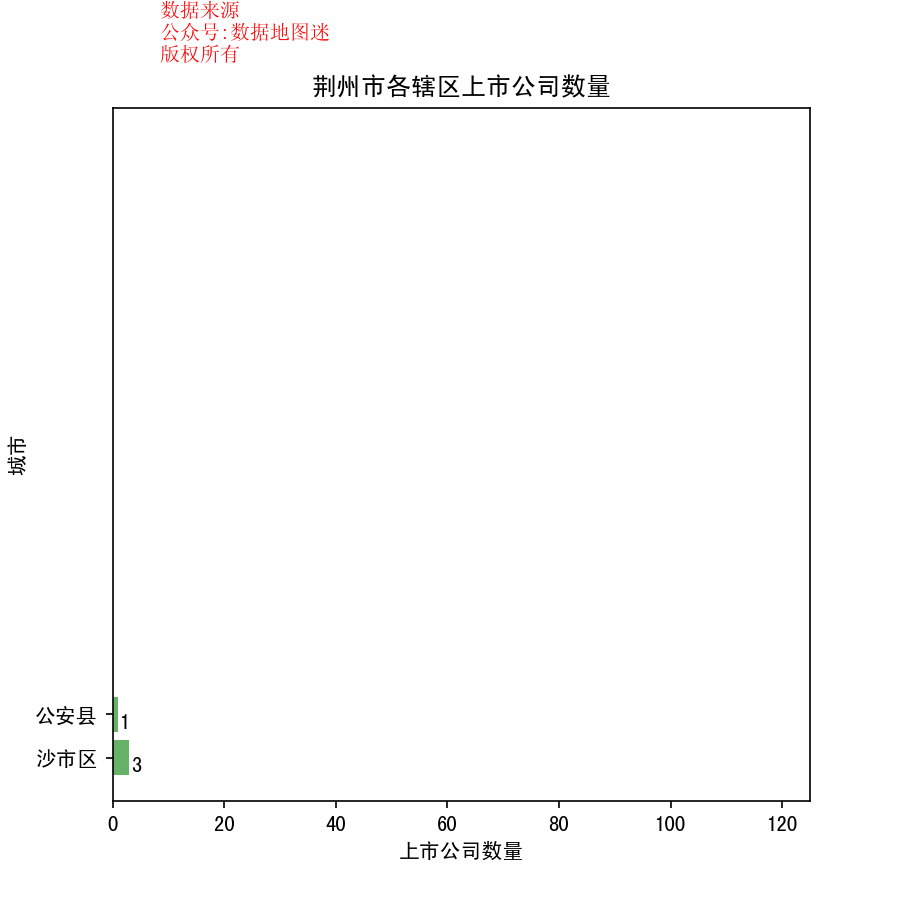 数据来源
公众号:数据地图迷
版权所有
荆州市各辖区上市公司数量
城市
公安县 1
沙市区 3
0 20 40 60 80 100 120
上市公司数量